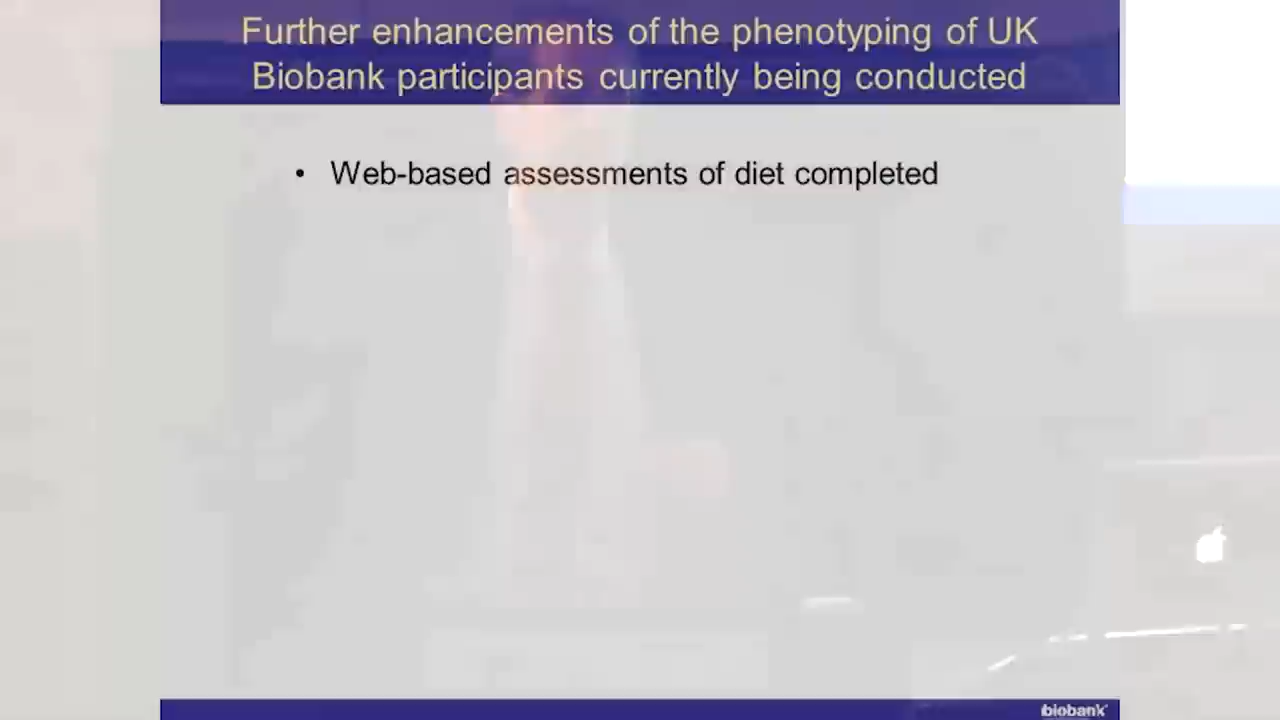 Further enhancements of the phenotyping of UK
Biobank participants currently being conducted
• Web-based assessments of diet completed
biobank